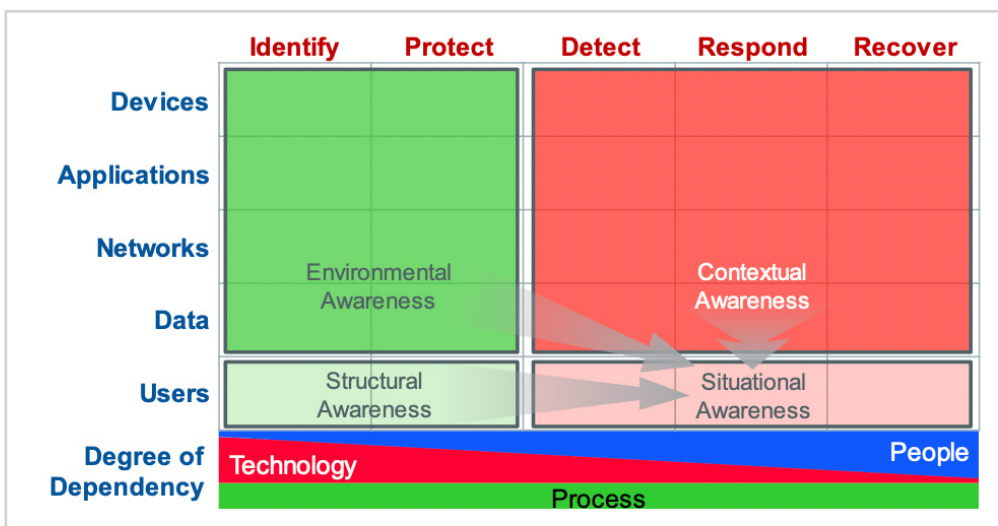 Identify Protect Detect Respond Recover
Devices
Applications
Networks
Environmental
Awareness
Contextual
Awareness
Data
Users
Structural
Awareness
Situational
Awareness
Degree of
Dependency
Technology
People
Process